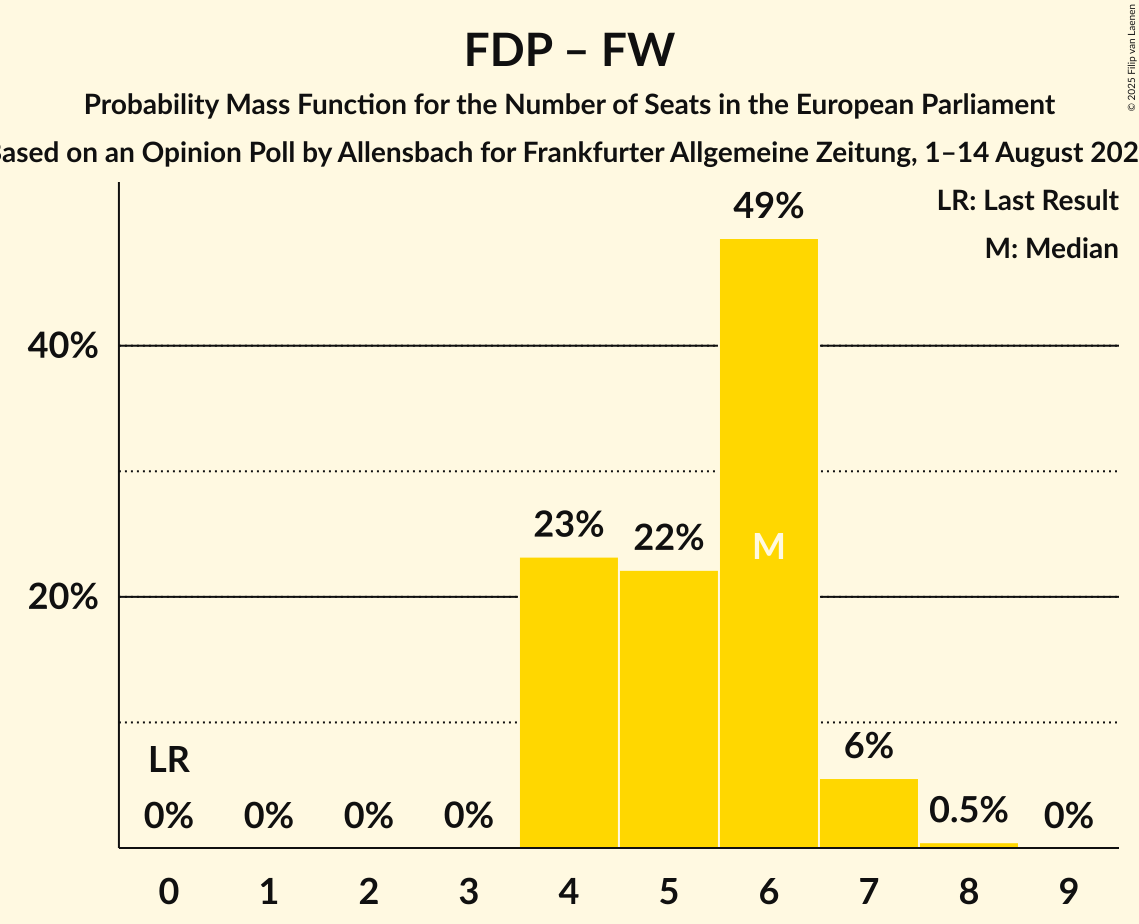 FDP – FW
Probability Mass Function for the Number of Seats in the European Parliament
ased on an Opinion Poll by Allensbach for Frankfurter Allgemeine Zeitung, 1–14 August 202
© 2025 Filip van Laenen
LR: Last Result
M: Median
49%
40%
23%
22%
M
20%
LR
6%
0%
0%
0%
0%
0.5%
0%
0
1
2
3
4
5
6
7
8
9